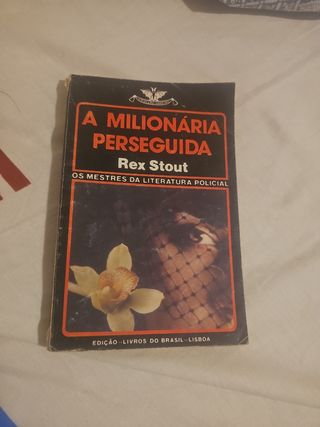 A MILIONÁRIA
PERSEGUIDA
Rex Stout
OS MESTRES DA LITERATURA POLICIAL
EDIÇÃO - LIVROS DO BRASIL - LISBOA